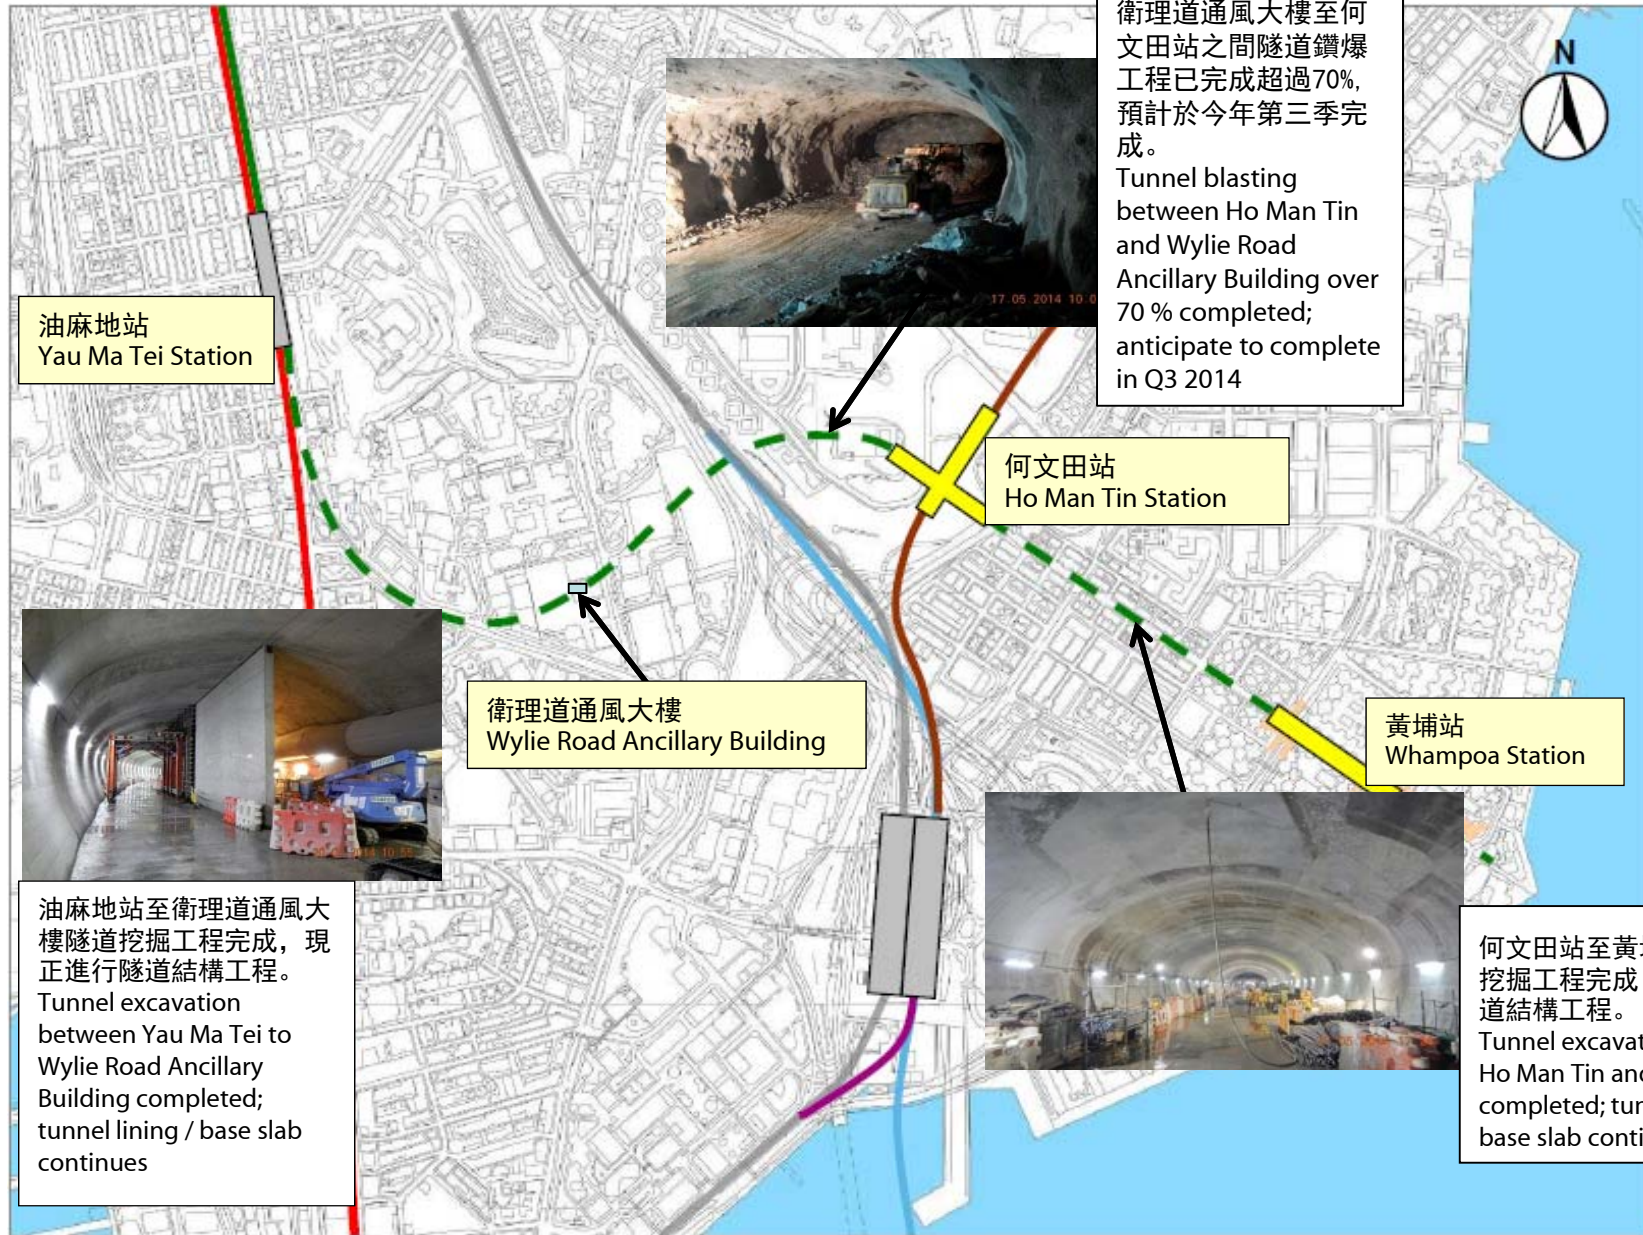 衛理道通風大樓至何
文田站之間隧道鑽爆
工程已完成超過70%,
預計於今年第三季完
成。
Tunnel blasting
between Ho Man Tin
and Wylie Road
Ancillary Building over
70 % completed;
anticipate to complete
in Q3 2014
N
17 05 2014 10:0
油麻地站
Yau Ma Tei Station
何文田站
Ho Man Tin Station
衛理道通風大樓
Wylie Road Ancillary Building
黃埔站
Whampoa Station
2014 10:55
油麻地站至衛理道通風大
樓隧道挖掘工程完成，現
正進行隧道結構工程。
Tunnel excavation
between Yau Ma Tei to
Wylie Road Ancillary
Building completed;
tunnel lining / base slab
continues
何文田站至黃
挖掘工程完成
道結構工程。
Tunnel excavat
Ho Man Tin an
completed; tu
base slab conti